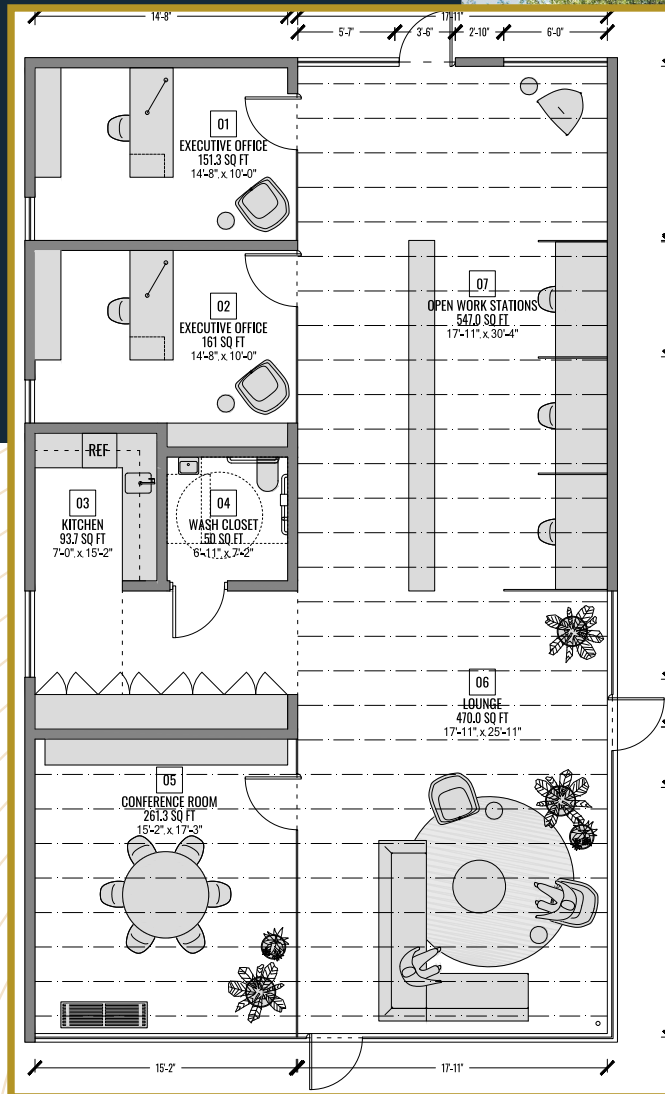 14'-8"
17'-11"
5'-7"
3'-6"
2'-10"
6'-0"
01
EXECUTIVE OFFICE
151.3 SQ FT
14'-8" x 10'-0"
02
EXECUTIVE OFFICE
161 SQ FT
14'-8" x 10'-0"
07
OPEN WORK STATIONS
547.0 SQ FT
17'-11" x 30'-4"
REF
03
KITCHEN
93.7 SQ FT
7'-0" x 15'-2"
04
WASH CLOSET
50 SQ FT
6'-11" x 7'-2"
06
LOUNGE
470.0 SQ FT
17'-11" x 25'-11"
05
CONFERENCE ROOM
261.3 SQ FT
15'-2" x 17'-3"
15'-2"
17'-11"